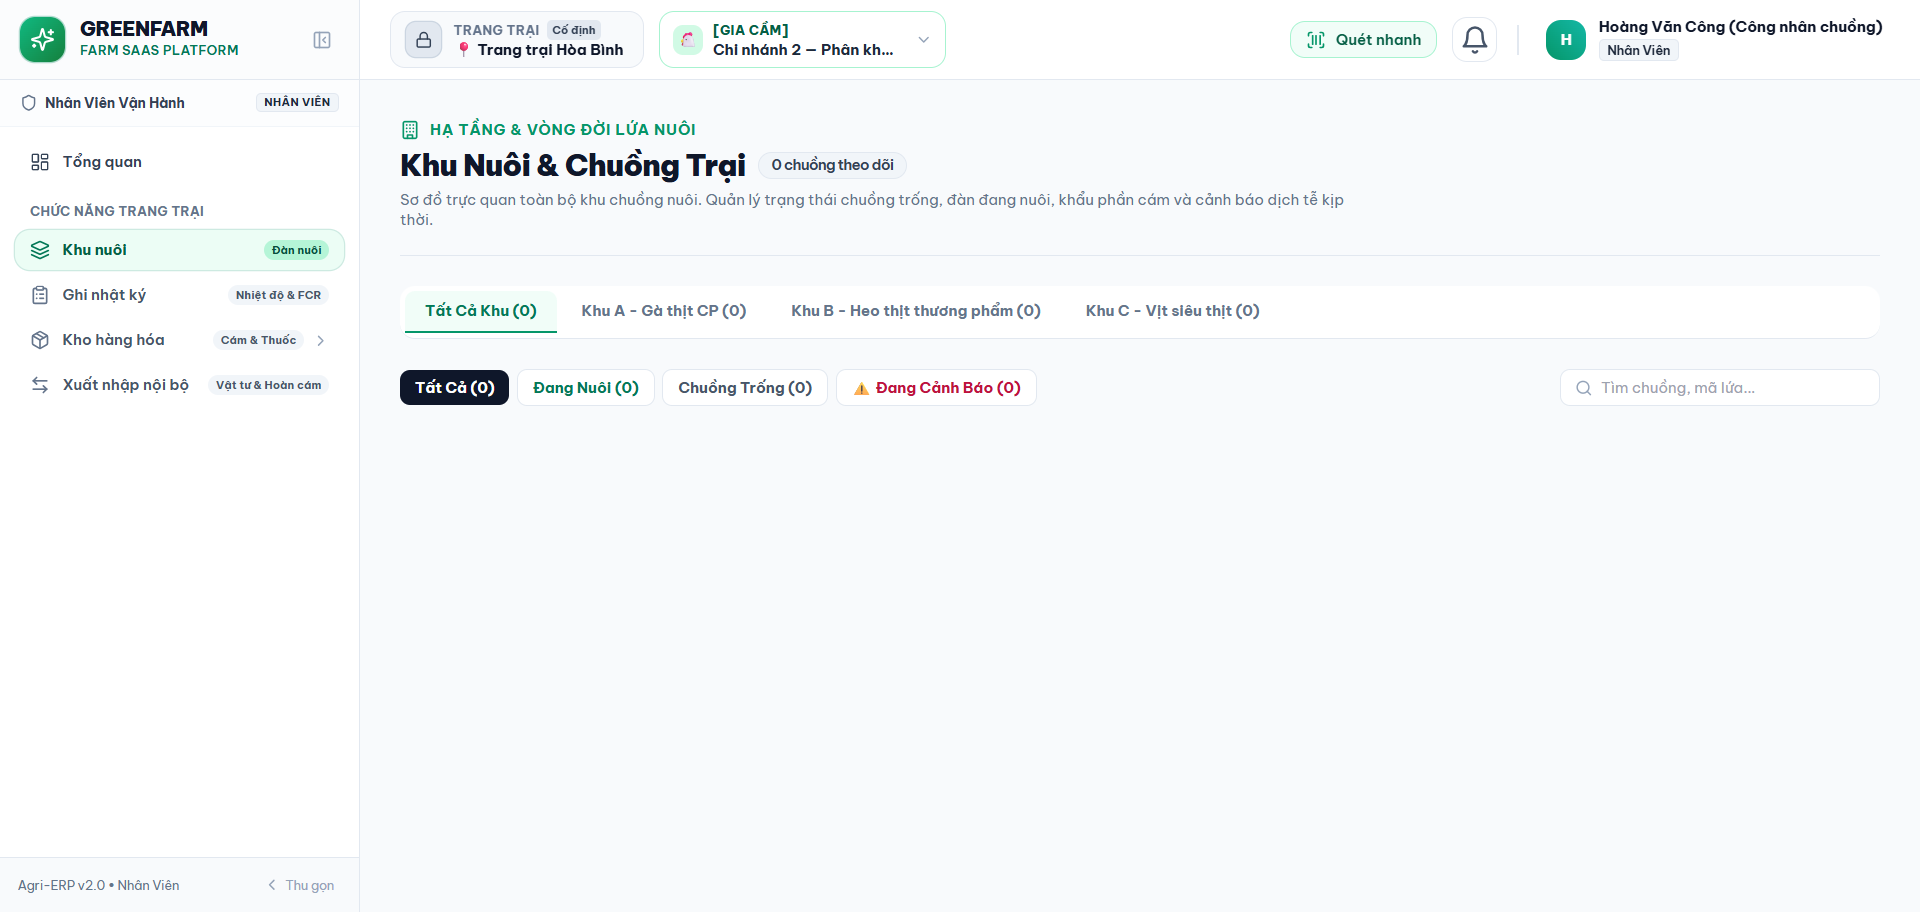 GREENFARM
FARM SAAS PLATFORM
TRANG TRẠI Cố định
Trang trại Hòa Bình
[GIA CẦM]
Chi nhánh 2 — Phân kh...
Quét nhanh
H
Hoàng Văn Công (Công nhân chuồng)
Nhân Viên
Nhân Viên Vận Hành
NHÂN VIÊN
Tổng quan
CHỨC NĂNG TRANG TRẠI
Khu nuôi
Đàn nuôi
Ghi nhật ký
Nhiệt độ & FCR
Kho hàng hóa
Cám & Thuốc
Xuất nhập nội bộ
Vật tư & Hoàn cám
HẠ TẦNG & VÒNG ĐỜI LỨA NUÔI
Khu Nuôi & Chuồng Trại
0 chuồng theo dõi
Sơ đồ trực quan toàn bộ khu chuồng nuôi. Quản lý trạng thái chuồng trống, đàn đang nuôi, khẩu phần cám và cảnh báo dịch tễ kịp
thời.
Tất Cả Khu (0)
Khu A - Gà thịt CP (0)
Khu B - Heo thịt thương phẩm (0)
Khu C - Vịt siêu thịt (0)
Tất Cả (0)
Đang Nuôi (0)
Chuồng Trống (0)
Đang Cảnh Báo (0)
Tìm chuồng, mã lứa...
Agri-ERP v2.0 • Nhân Viên
Thu gọn